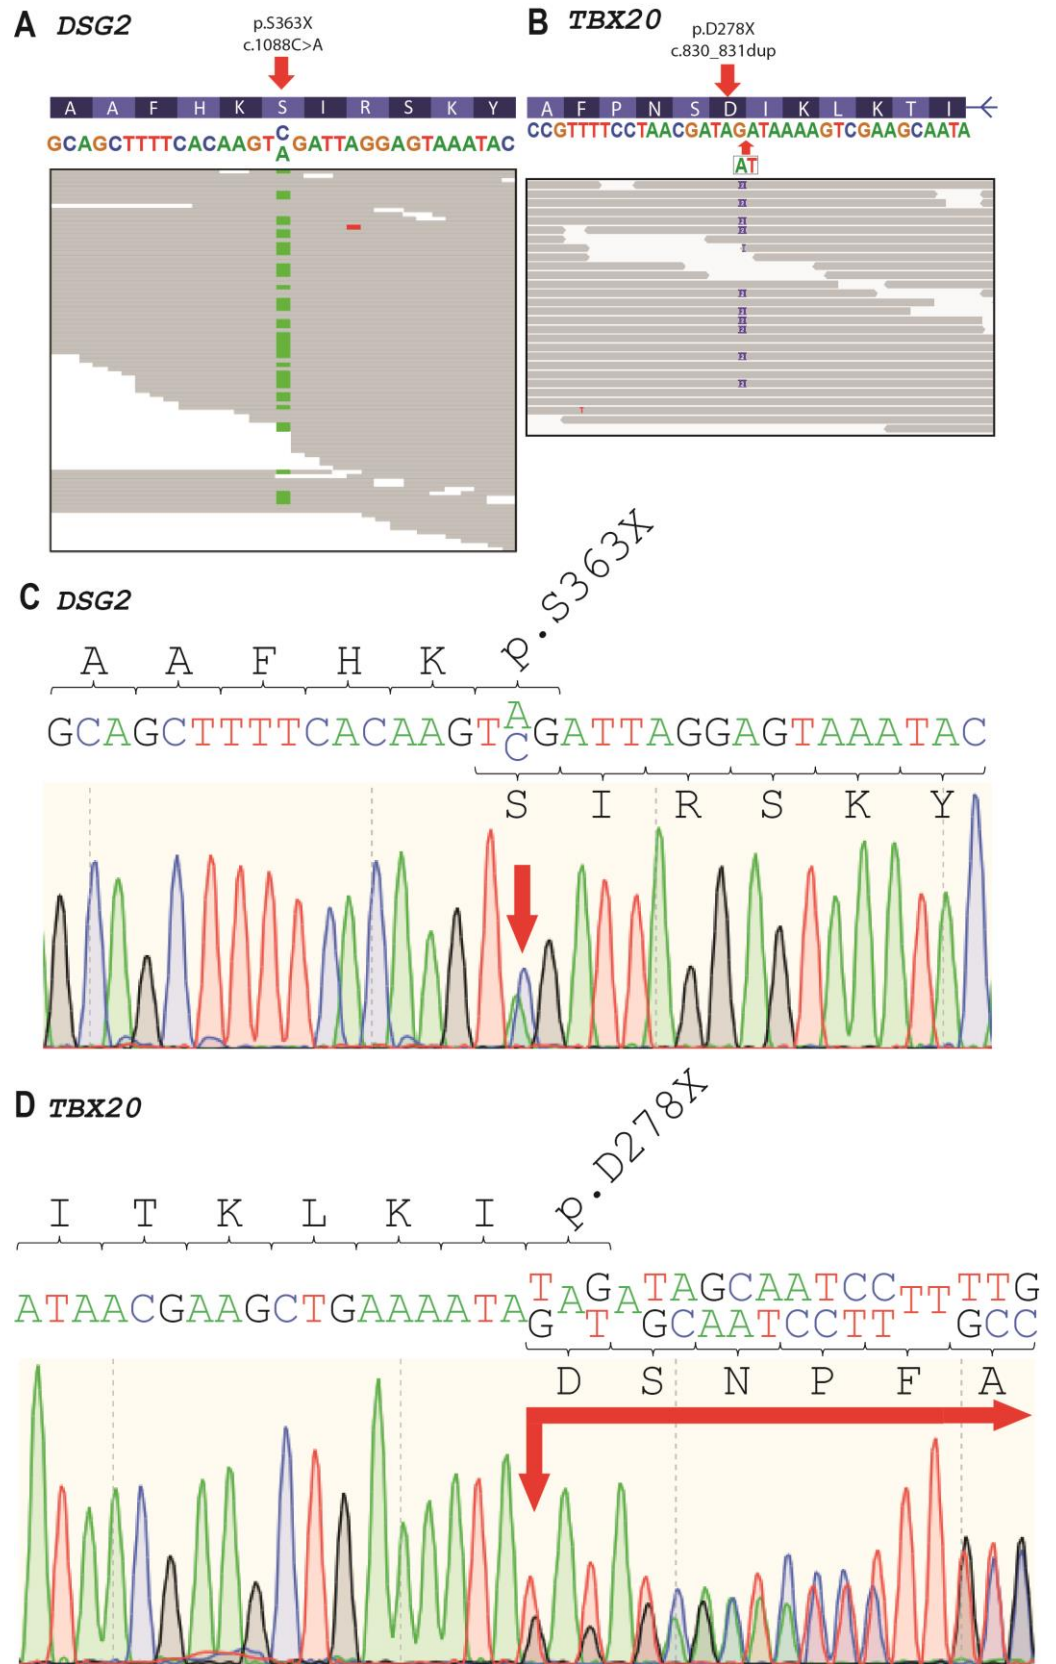 A DSG2
p.S363X
c.1088C>A
A A F H K S I R S K Y
C
GCAGCTTTTCACAAGT GATTAGGAGTAAATAC
A
B TBX20
p.D278X
c.830_831dup
A F P N S D I K L K T I
CCGTTTTCCTAACGATAGATAAAAGTCGAAGCAATA
AT
T
C DSG2
p.S363X
A A F H K
A
GCAGCTTTTCACAAGT GATTAGGAGTAAATAC
C
S I R S K Y
D TBX20
p.D278X
I T K L K I
T G TAGCAATCC TTG
ATAACGAAGCTGAAAATA A A TT
G T GCAATCCTT GCC
D S N P F A